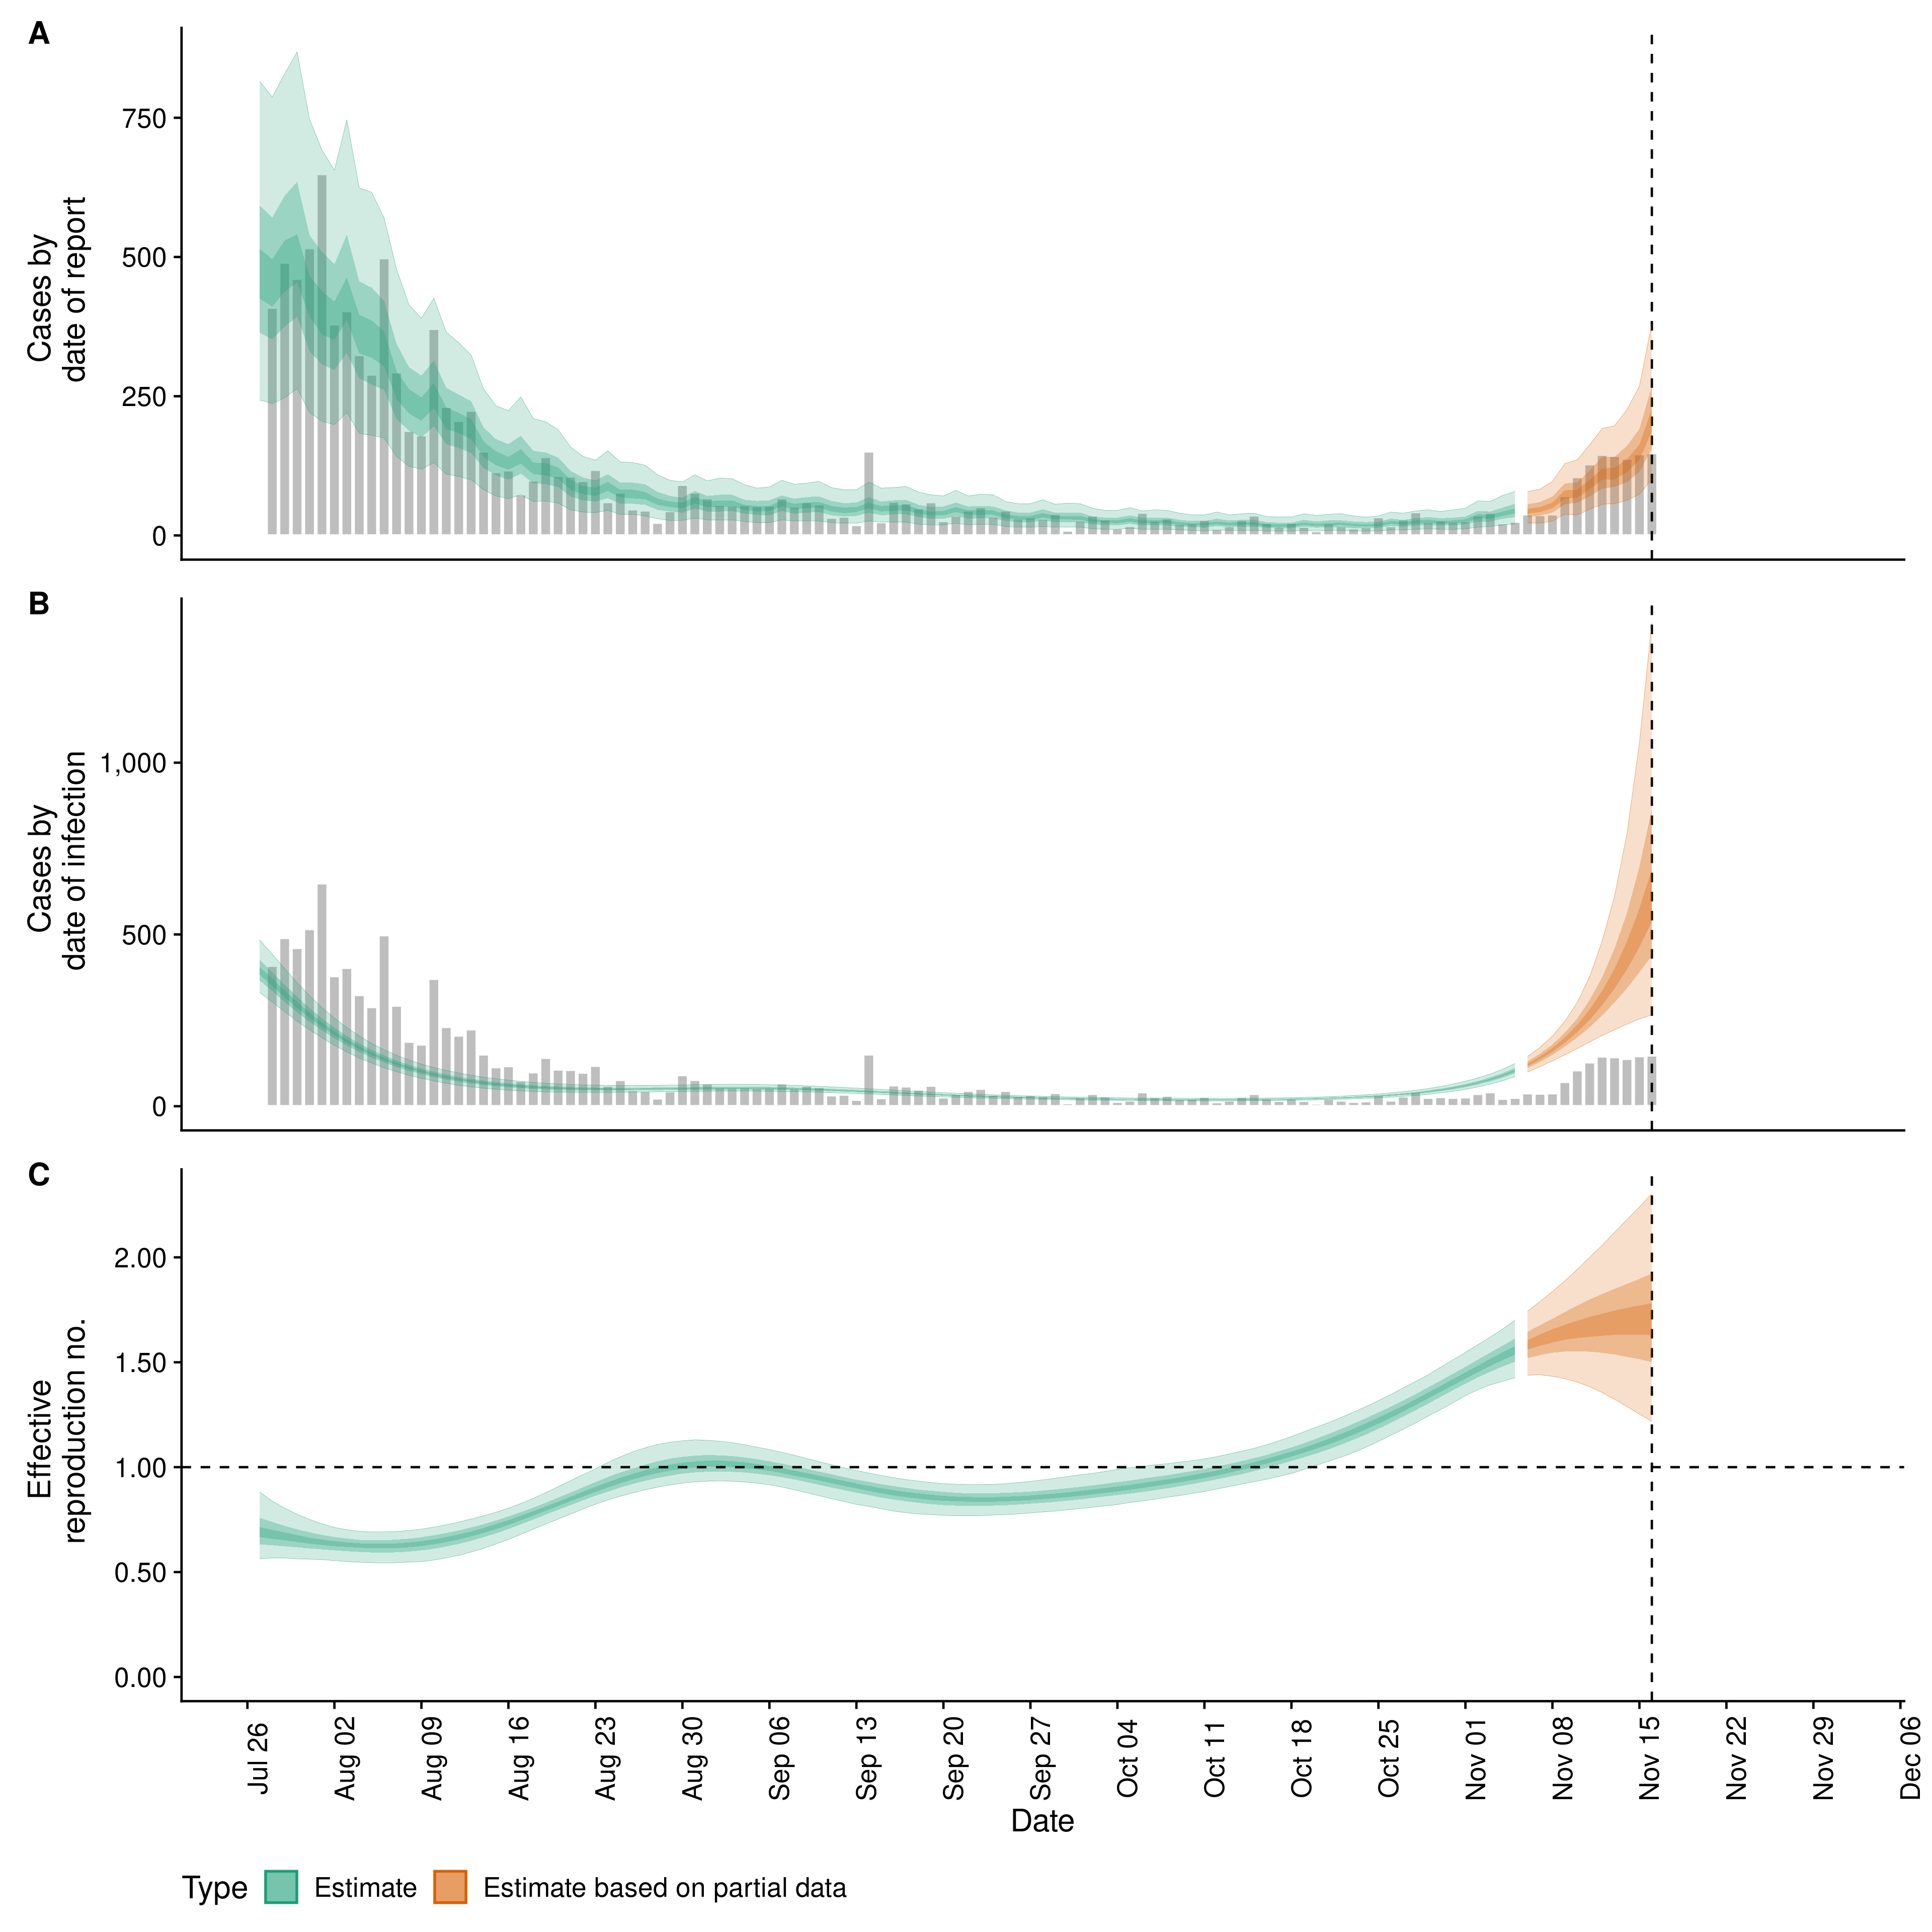 A
Cases by
date of report
750
500
250
0
B
Cases by
date of infection
1,000
500
0
C
Effective
reproduction no.
2.00
1.50
1.00
0.50
0.00
Jul 26
Aug 02
Aug 09
Aug 16
Aug 23
Aug 30
Sep 06
Sep 13
Sep 20
Sep 27
Oct 04
Oct 11
Oct 18
Oct 25
Nov 01
Nov 08
Nov 15
Nov 22
Nov 29
Dec 06
Date
Type
Estimate
Estimate based on partial data